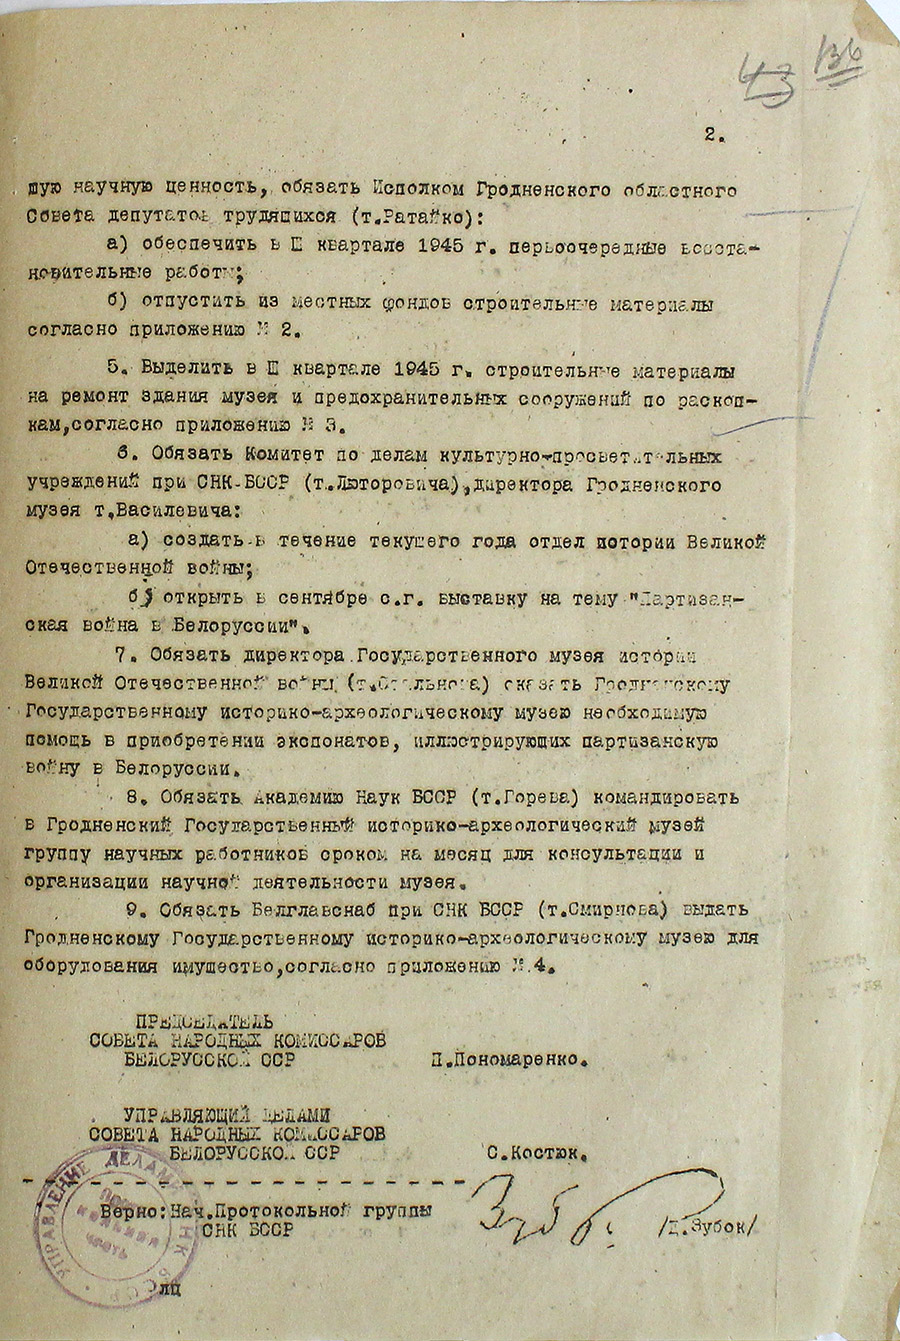 43 136
2.
шую научную ценность, обязать Исполком Гродненского областного
Совета депутатов трудящихся (т.Ратайко):
а) обеспечить в Ш квартале 1945 г. первоочередные восста-
новительные работы;
б) отпустить из местных фондов строительные материалы
согласно приложению № 2.
5. Выделить в Ш квартале 1945 г. строительные материалы
на ремонт здания музея и предохранительных сооружений по раскоп-
кам,согласно приложению № 3.
6. Обязать Комитет по делам культурно-просветительных
учреждений при СНК-БССР (т.Люторовича),директора Гродненского
музея т.Василевича:
а) создать в течение текущего года отдел истории Великой
Отечественной войны;
б) открыть в сентябре с.г. выставку на тему "Партизан-
ская война в Белоруссии".
7. Обязать директора Государственного музея истории
Великой Отечественной войны оказать Гродненскому
Государственному историко-археологическому музею необходимую
помощь в приобретении экспонатов, иллюстрирующих партизанскую
войну в Белоруссии.
8. Обязать Академию Наук БССР (т.Горева) командировать
в Гродненский Государственный историко-археологический музей
группу научных работников сроком на месяц для консультации и
организации научной деятельности музея.
9. Обязать Белглавснаб при СНК БССР (т.Смирнова) выдать
Гродненскому Государственному историко-археологическому музею для
оборудования имущество,согласно приложению №.4.
ПРЕДСЕДАТЕЛЬ
СОВЕТА НАРОДНЫХ КОМИССАРОВ
БЕЛОРУССКОЙ ССР П.Пономаренко.
УПРАВЛЯЮЩИЙ ДЕЛАМИ
СОВЕТА НАРОДНЫХ КОМИССАРОВ
БЕЛОРУССКОЙ ССР С.Костюк.
УПРАВЛЕНИЕ ДЕЛАМИ СНК БССР
Верно:Нач.Протокольной группы
СНК БССР /Зубок/
лц